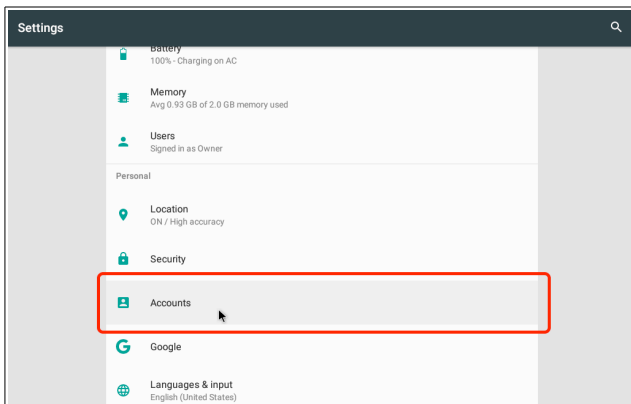 Settings
Battery
100% - Charging on AC
Memory
Avg 0.93 GB of 2.0 GB memory used
Users
Signed in as Owner
Personal
Location
ON / High accuracy
Security
Accounts
Google
Languages & input
English (United States)